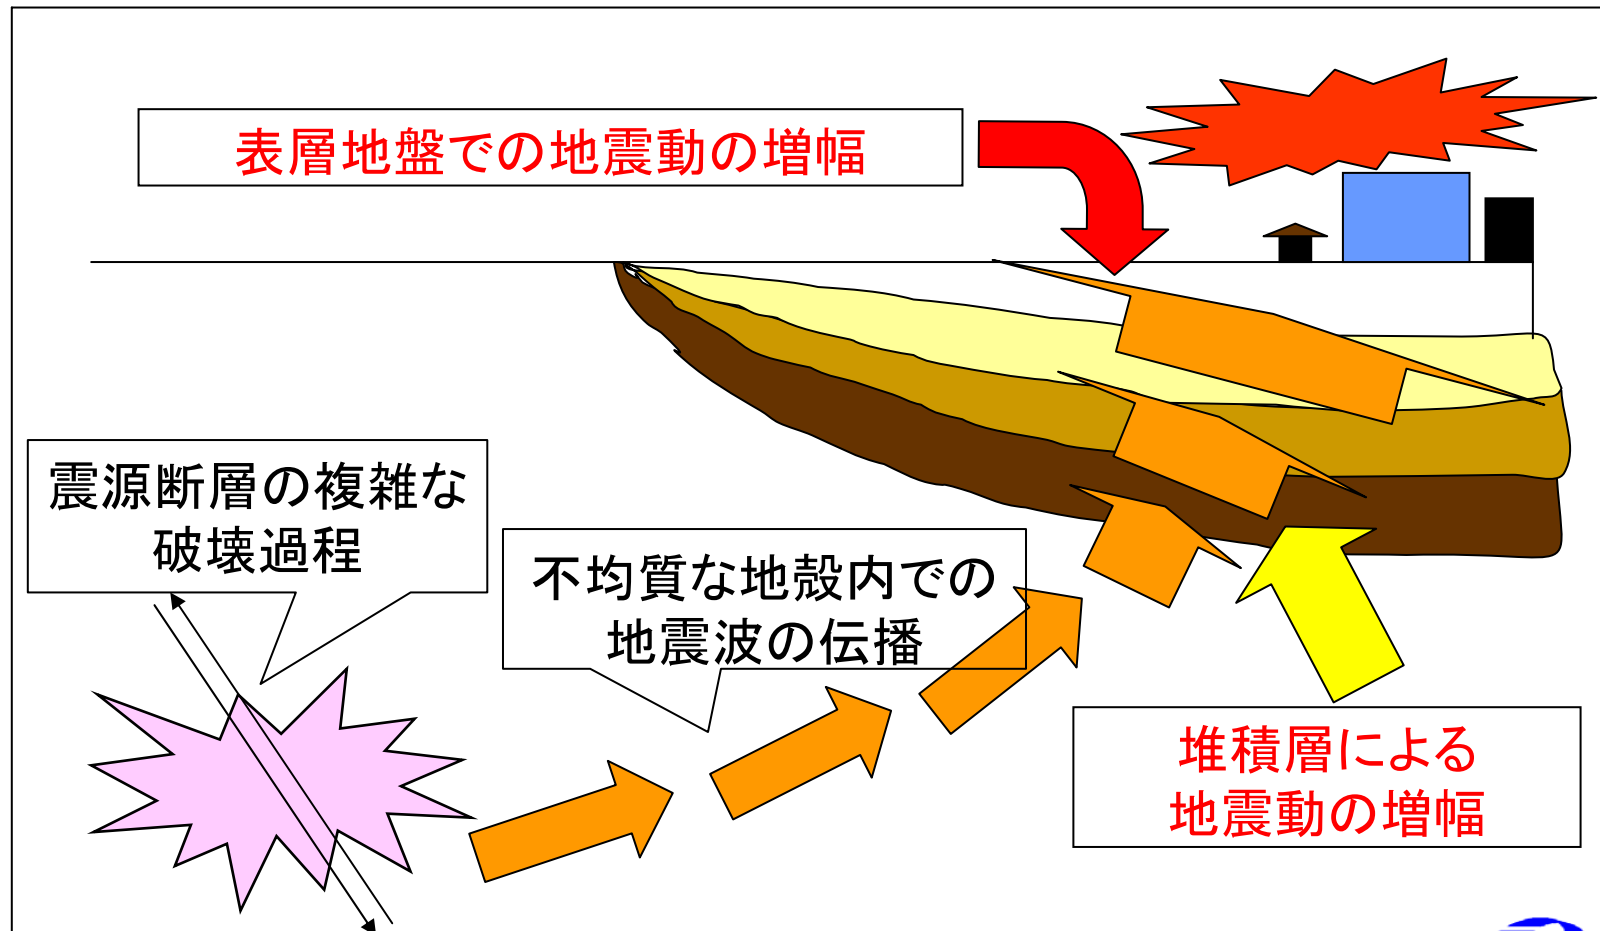 表層地盤での地震動の増幅
震源断層の複雑な
破壊過程
不均質な地殻内での
地震波の伝播
堆積層による
地震動の増幅